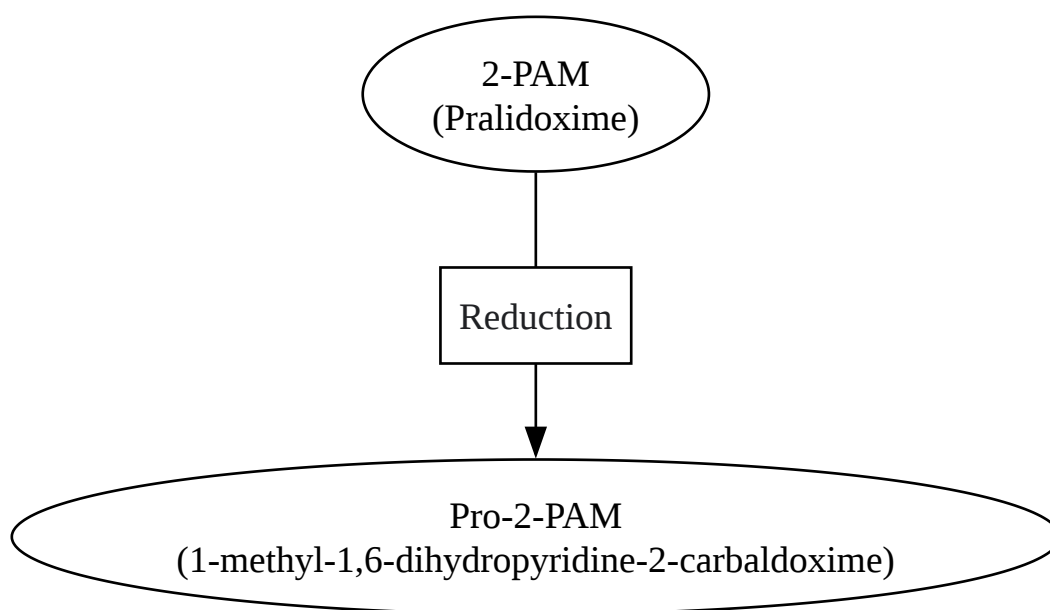 2-PAM
(Pralidoxime)
Reduction
Pro-2-PAM
(1-methyl-1,6-dihydropyridine-2-carbaldoxime)